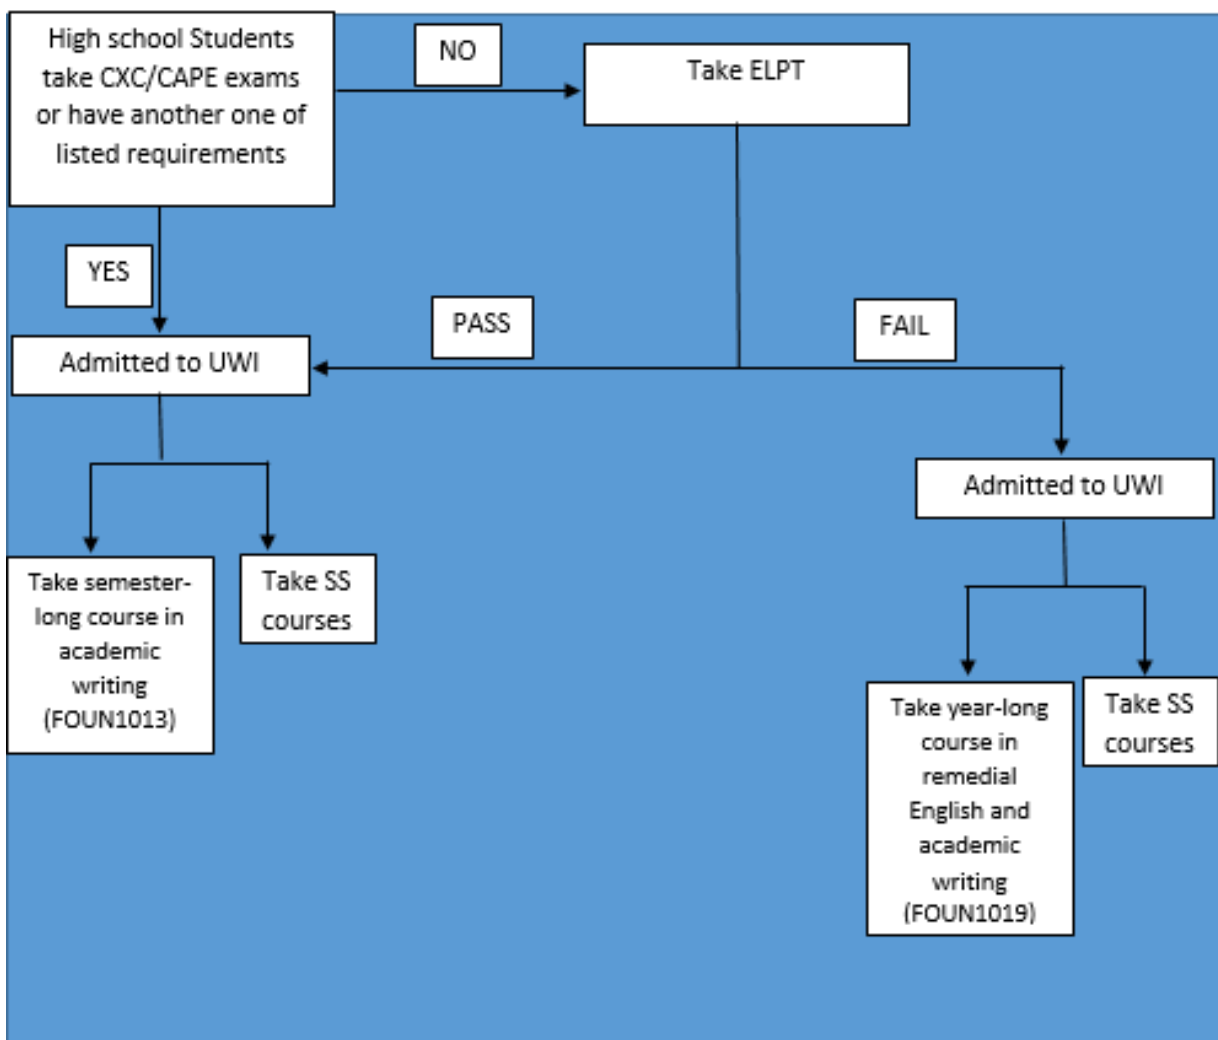 High school Students
take CXC/CAPE exams
or have another one of
listed requirements
NO
Take ELPT
YES
PASS
FAIL
Admitted to UWI
Admitted to UWI
Take semester-
long course in
academic
writing
(FOUN1013)
Take SS
courses
Take year-long
course in
remedial
English and
academic
writing
(FOUN1019)
Take SS
courses